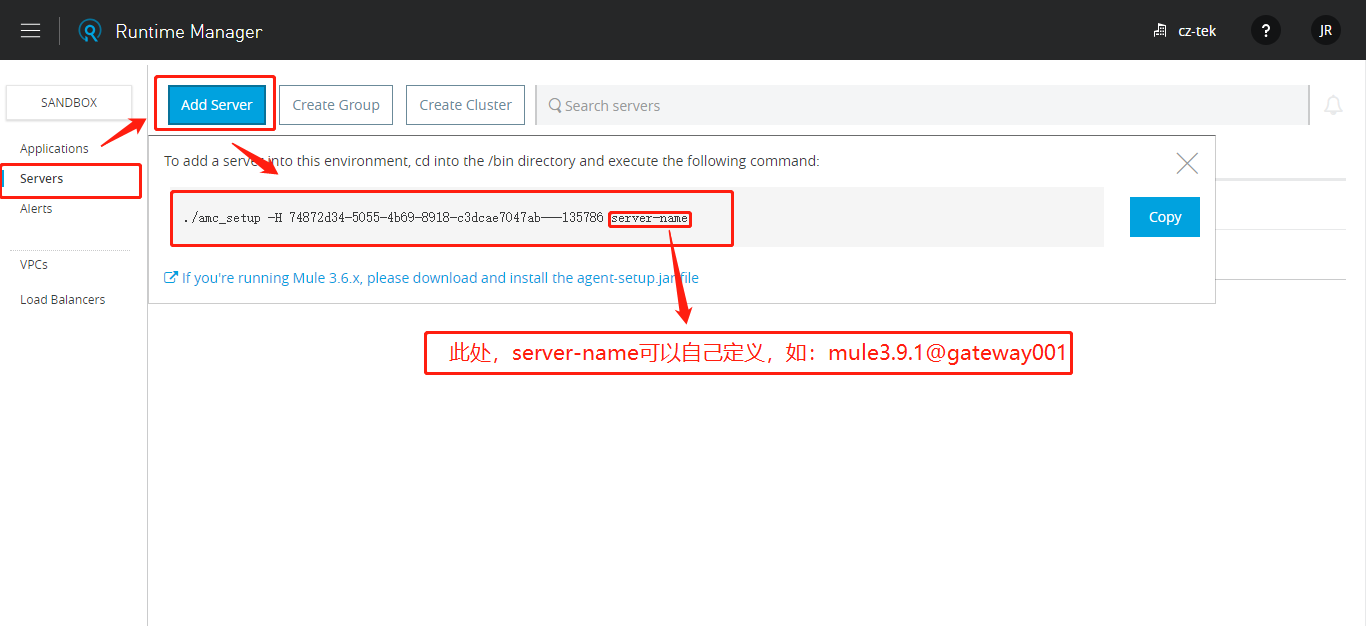 Runtime Manager
cz-tek
?
JR
SANDBOX
Add Server
Create Group
Create Cluster
Search servers
Applications
Servers
Alerts
VPCs
Load Balancers
To add a server into this environment, cd into the /bin directory and execute the following command:
./amc_setup -H 74872d34-5055-4b69-8918-c3dcae7047ab---135786 server-name
Copy
If you're running Mule 3.6.x, please download and install the agent-setup.jar file
此处，server-name可以自己定义，如：mule3.9.1@gateway001